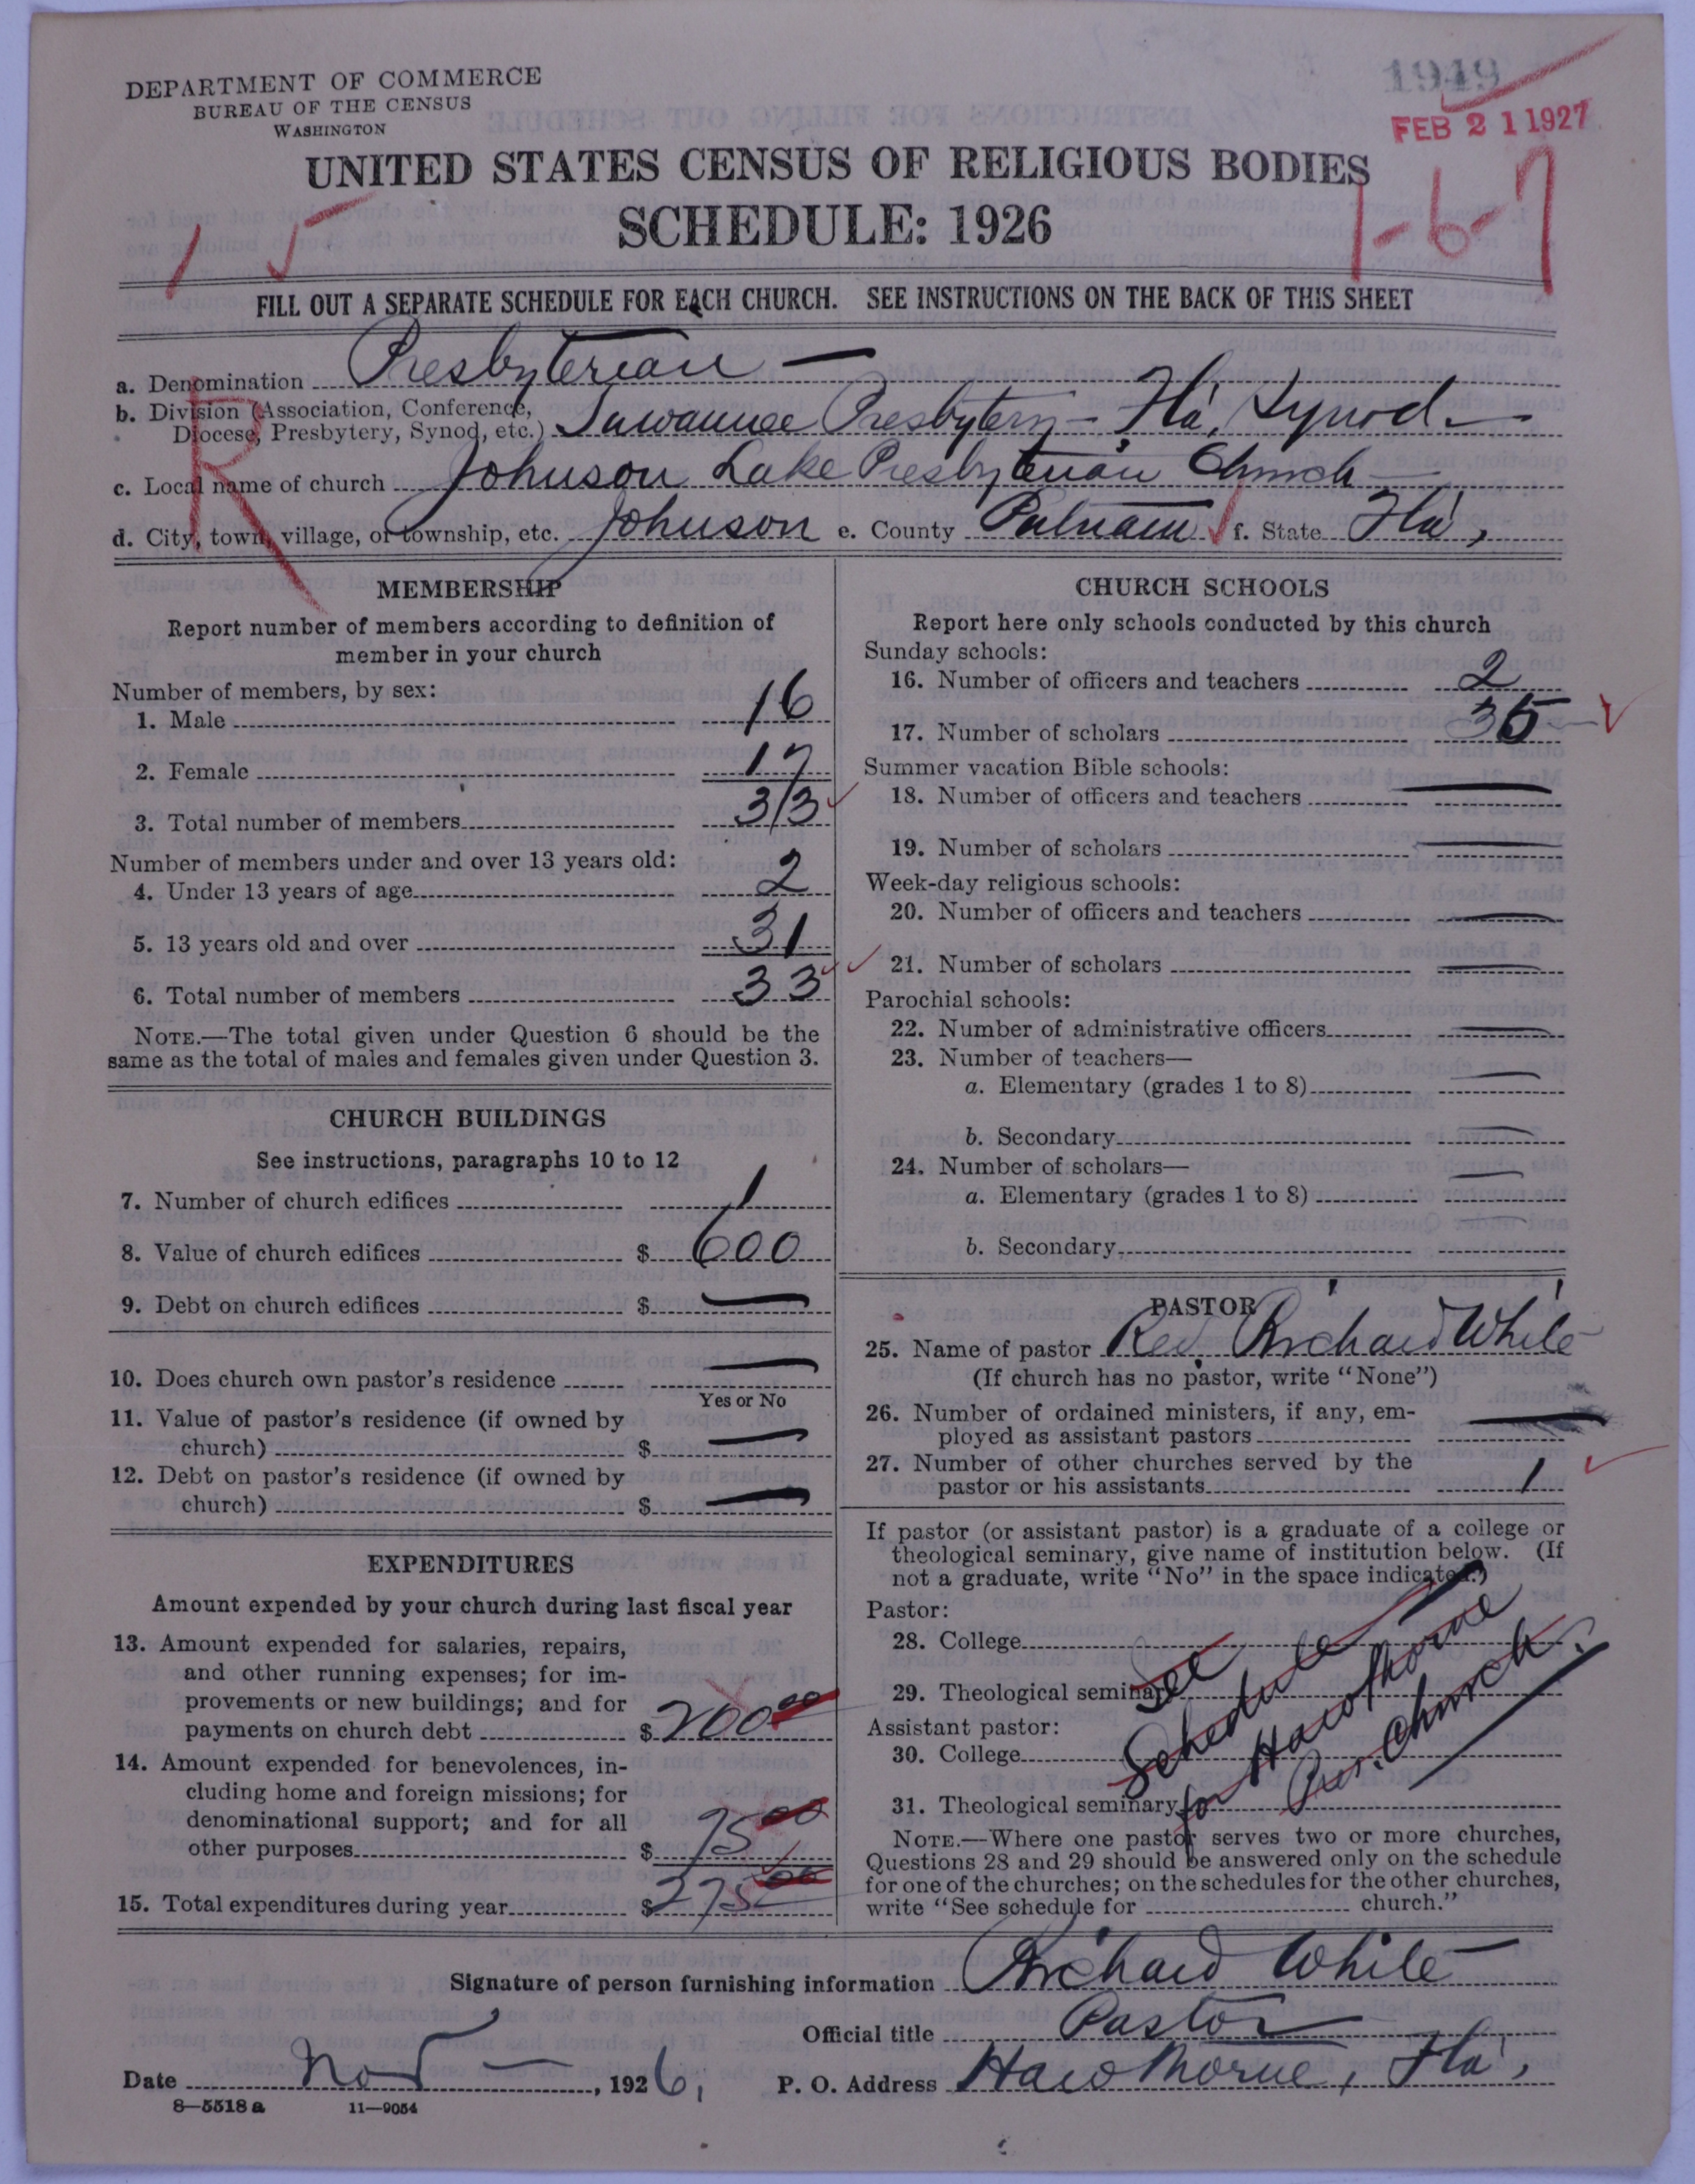 DEPARTMENT OF COMMERCE
BUREAU OF THE CENSUS
WASHINGTON
1949
FEB 21 1927
UNITED STATES CENSUS OF RELIGIOUS BODIES
SCHEDULE: 1926
1-6-7
FILL OUT A SEPARATE SCHEDULE FOR EACH CHURCH. SEE INSTRUCTIONS ON THE BACK OF THIS SHEET
R
a. Denomination Presbyterian —
b. Division (Association, Conference,
Diocese, Presbytery, Synod, etc.) Suwannee Presbytery - Fla, Synod -
c. Local name of church Johnson Lake Presbyterian Church
d. City, town, village, or township, etc. Johnson e. County Putnam f. State Fla,
MEMBERSHIP
Report number of members according to definition of
member in your church
Number of members, by sex:
1. Male 16
2. Female 17
3. Total number of members 33
Number of members under and over 13 years old:
4. Under 13 years of age 2
5. 13 years old and over 31
6. Total number of members 33
NOTE.—The total given under Question 6 should be the
same as the total of males and females given under Question 3.
CHURCH BUILDINGS
See instructions, paragraphs 10 to 12
7. Number of church edifices 1
8. Value of church edifices $ 600
9. Debt on church edifices $ —
10. Does church own pastor's residence —
Yes or No
11. Value of pastor's residence (if owned by
church) $ —
12. Debt on pastor's residence (if owned by
church) $ —
EXPENDITURES
Amount expended by your church during last fiscal year
13. Amount expended for salaries, repairs,
and other running expenses; for im-
provements or new buildings; and for
payments on church debt $ 200 00
14. Amount expended for benevolences, in-
cluding home and foreign missions; for
denominational support; and for all
other purposes $ 75 00
15. Total expenditures during year $ 275 00
CHURCH SCHOOLS
Report here only schools conducted by this church
Sunday schools:
16. Number of officers and teachers 2
17. Number of scholars 35
Summer vacation Bible schools:
18. Number of officers and teachers —
19. Number of scholars —
Week-day religious schools:
20. Number of officers and teachers —
21. Number of scholars —
Parochial schools:
22. Number of administrative officers —
23. Number of teachers—
a. Elementary (grades 1 to 8) —
b. Secondary —
24. Number of scholars—
a. Elementary (grades 1 to 8) —
b. Secondary —
PASTOR
25. Name of pastor Rev. Richard White
(If church has no pastor, write "None")
26. Number of ordained ministers, if any, em-
ployed as assistant pastors —
27. Number of other churches served by the
pastor or his assistants 1
If pastor (or assistant pastor) is a graduate of a college or
theological seminary, give name of institution below. (If
not a graduate, write "No" in the space indicated.)
Pastor:
28. College
29. Theological seminary
Assistant pastor:
30. College
31. Theological seminary
See
Schedule
for Hawthorne
Pres. Church.
NOTE.—Where one pastor serves two or more churches,
Questions 28 and 29 should be answered only on the schedule
for one of the churches; on the schedules for the other churches,
write "See schedule for church."
Signature of person furnishing information Richard White
Official title Pastor
Date Nov —, 1926, P. O. Address Hawthorne, Fla,
8—5518 a 11—9054